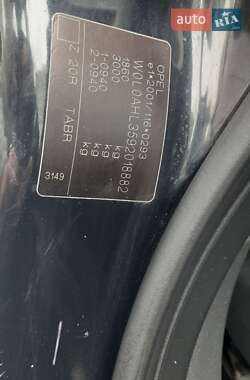 AUTO
RIA
.com
OPEL
e1*2001/116*0293
W0L0AHL3592018882
1860 kg
3000 kg
1-0940 kg
2-0940 kg
Z 20R TABR
3149